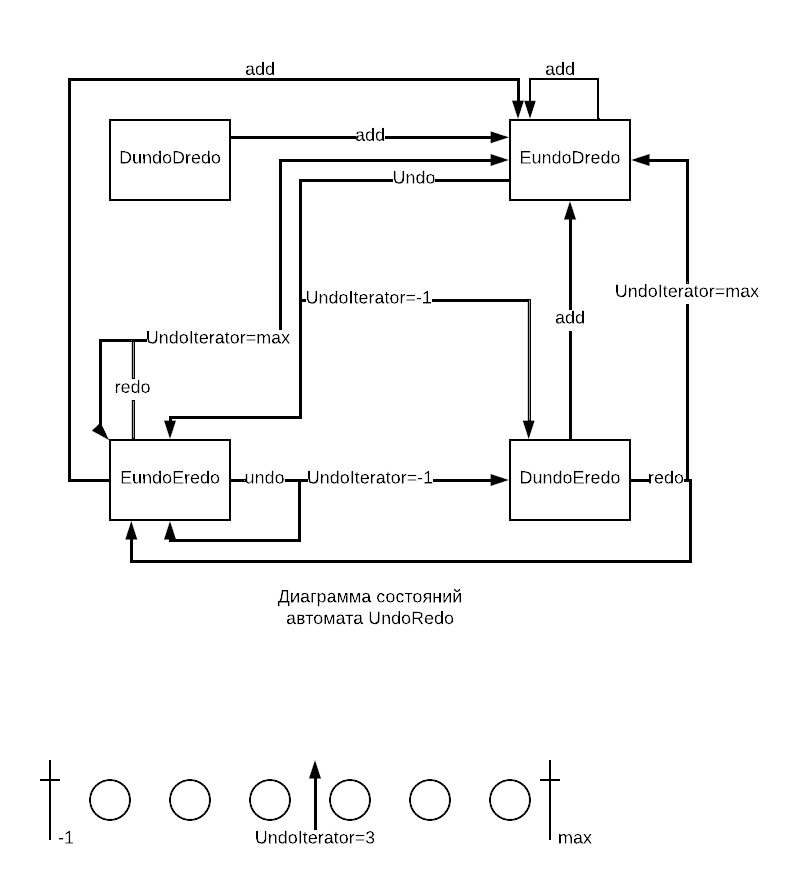 add
add
DundoDredo
add
EundoDredo
Undo
UndoIterator=-1
UndoIterator=max
add
UndoIterator=max
redo
EundoEredo
undo
UndoIterator=-1
DundoEredo
redo
Диаграмма состояний
автомата UndoRedo
-1
UndoIterator=3
max